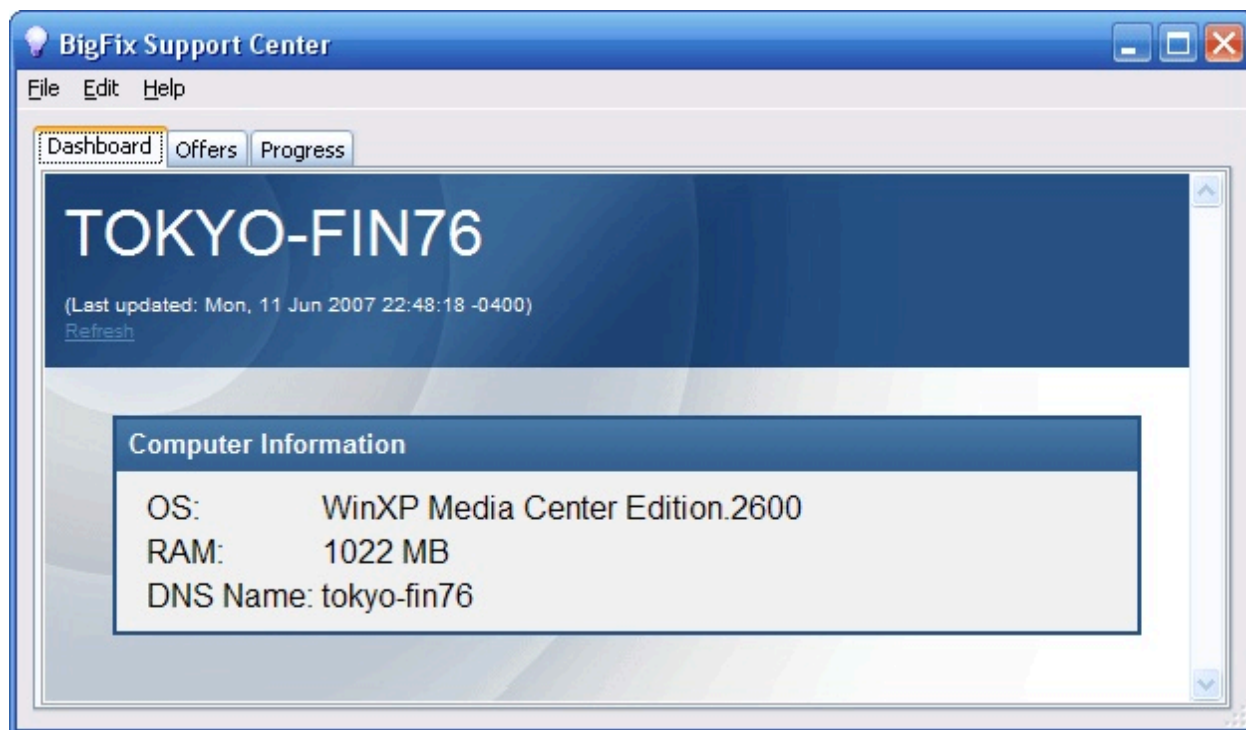 BigFix Support Center
File Edit Help
Dashboard Offers Progress
TOKYO-FIN76
(Last updated: Mon, 11 Jun 2007 22:48:18 -0400)
Refresh
Computer Information
OS: WinXP Media Center Edition.2600
RAM: 1022 MB
DNS Name: tokyo-fin76